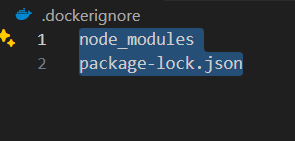 .dockerignore
1 node_modules
2 package-lock.json